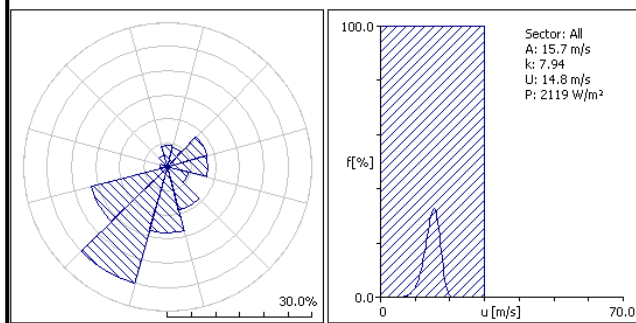 30.0%
100.0
Sector: All
A: 15.7 m/s
k: 7.94
U: 14.8 m/s
P: 2119 W/m²
f[%]
0.0
0 u [m/s] 70.0